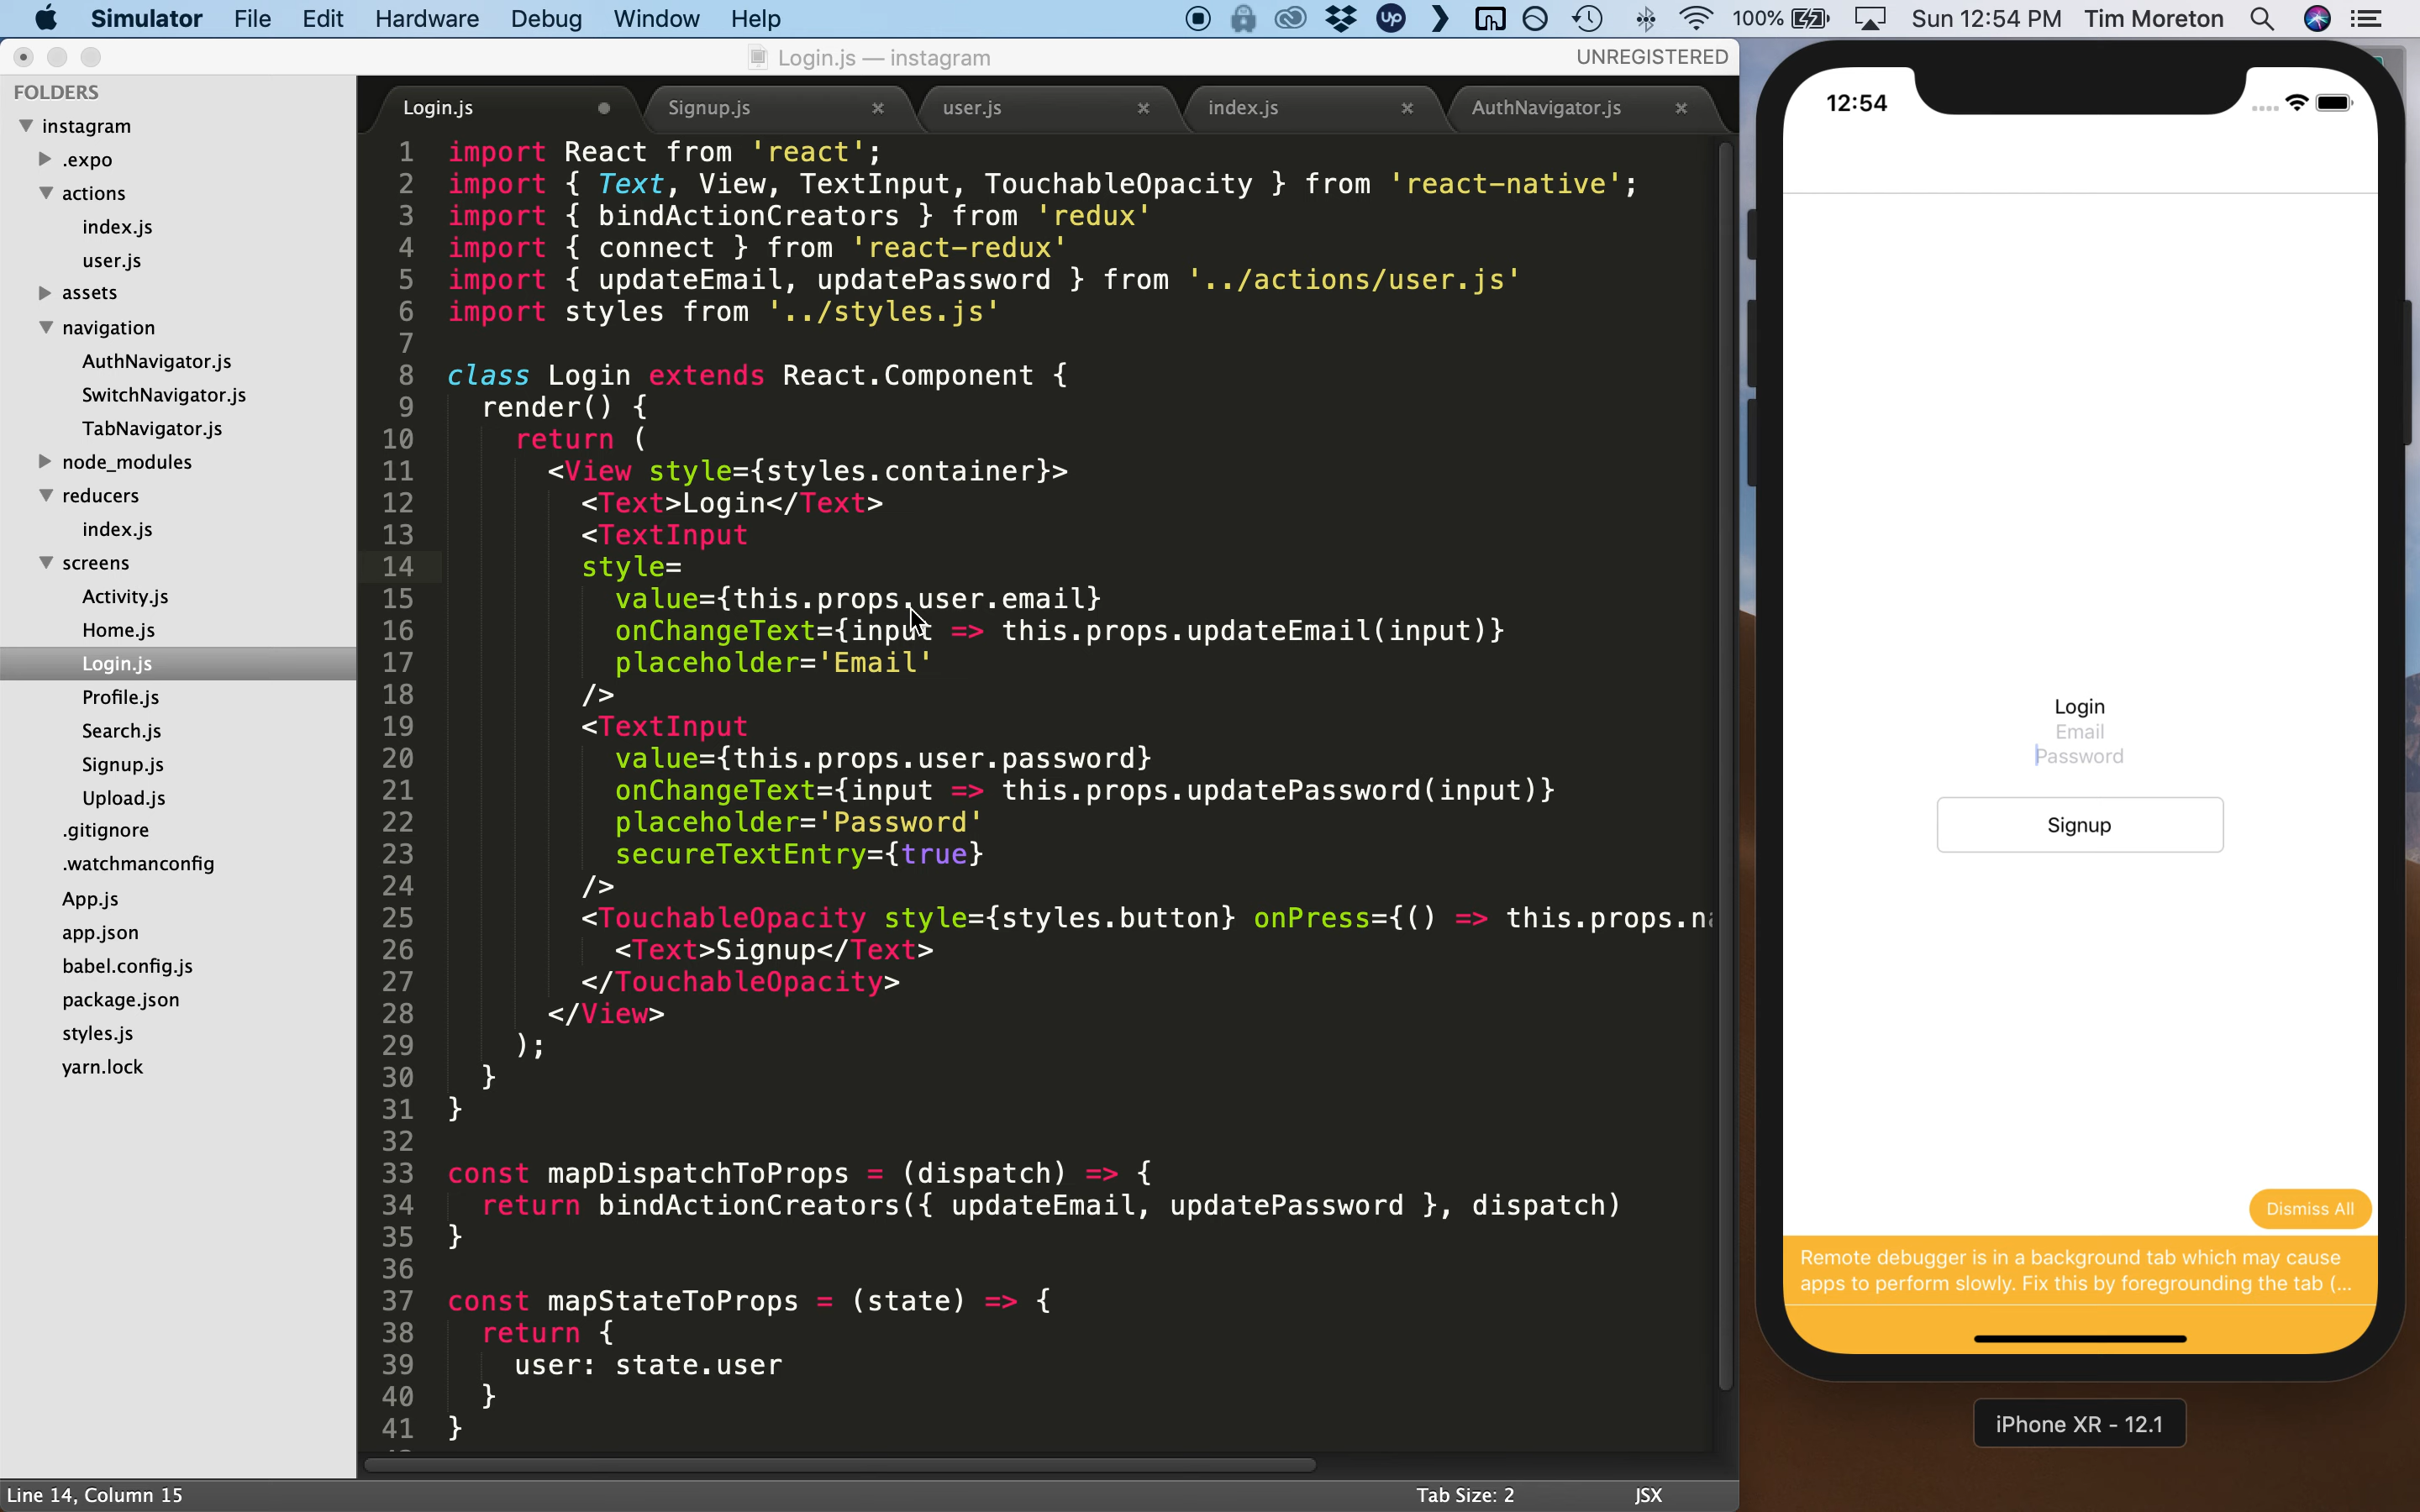 Simulator File Edit Hardware Debug Window Help 100% Sun 12:54 PM Tim Moreton
Login.js — instagram UNREGISTERED
FOLDERS
instagram
.expo
actions
index.js
user.js
assets
navigation
AuthNavigator.js
SwitchNavigator.js
TabNavigator.js
node_modules
reducers
index.js
screens
Activity.js
Home.js
Login.js
Profile.js
Search.js
Signup.js
Upload.js
.gitignore
.watchmanconfig
App.js
app.json
babel.config.js
package.json
styles.js
yarn.lock
Login.js Signup.js user.js index.js AuthNavigator.js
1 import React from 'react';
2 import { Text, View, TextInput, TouchableOpacity } from 'react-native';
3 import { bindActionCreators } from 'redux'
4 import { connect } from 'react-redux'
5 import { updateEmail, updatePassword } from '../actions/user.js'
6 import styles from '../styles.js'
7
8 class Login extends React.Component {
9 render() {
10 return (
11 <View style={styles.container}>
12 <Text>Login</Text>
13 <TextInput
14 style=
15 value={this.props.user.email}
16 onChangeText={input => this.props.updateEmail(input)}
17 placeholder='Email'
18 />
19 <TextInput
20 value={this.props.user.password}
21 onChangeText={input => this.props.updatePassword(input)}
22 placeholder='Password'
23 secureTextEntry={true}
24 />
25 <TouchableOpacity style={styles.button} onPress={() => this.props.na
26 <Text>Signup</Text>
27 </TouchableOpacity>
28 </View>
29 );
30 }
31 }
32
33 const mapDispatchToProps = (dispatch) => {
34 return bindActionCreators({ updateEmail, updatePassword }, dispatch)
35 }
36
37 const mapStateToProps = (state) => {
38 return {
39 user: state.user
40 }
41 }
Line 14, Column 15 Tab Size: 2 JSX
12:54
Login
Email
Password
Signup
Dismiss All
Remote debugger is in a background tab which may cause
apps to perform slowly. Fix this by foregrounding the tab (...
iPhone XR - 12.1